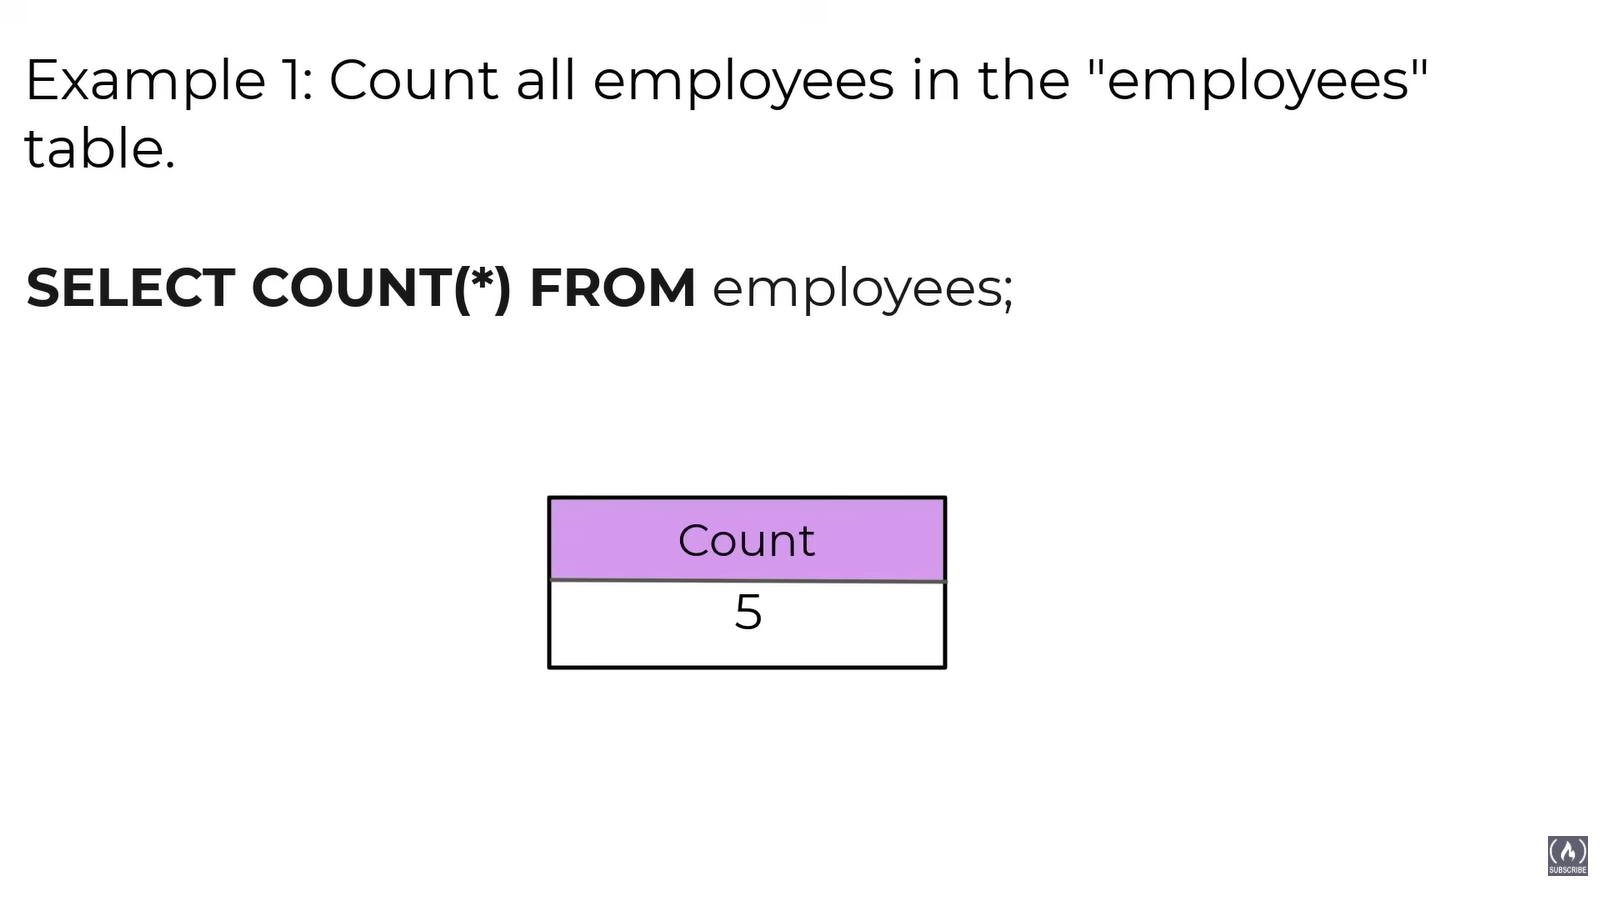 Example 1: Count all employees in the "employees"
table.
SELECT COUNT(*) FROM employees;
Count
5
SUBSCRIBE